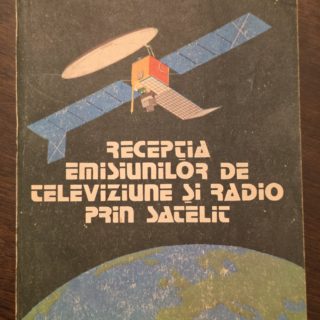 RECEPȚIA
EMISIUNILOR DE
TELEVIZIUNE ȘI RADIO
PRIN SATELIT